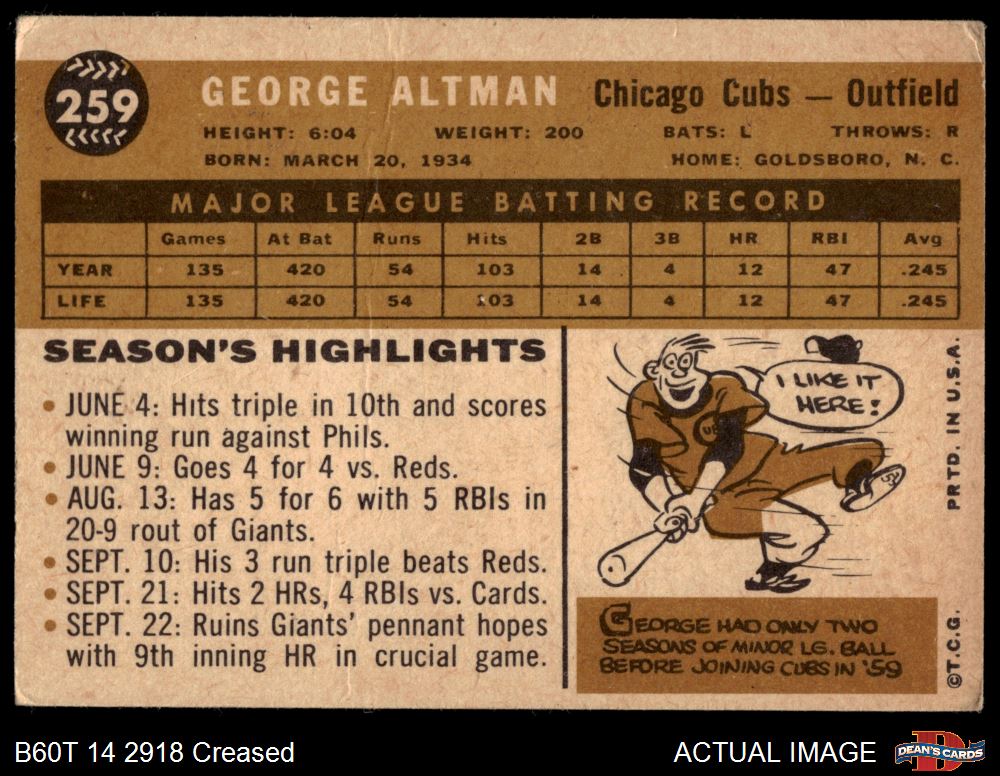 259
GEORGE ALTMAN Chicago Cubs — Outfield
HEIGHT: 6:04 WEIGHT: 200 BATS: L THROWS: R
BORN: MARCH 20, 1934 HOME: GOLDSBORO, N. C.
MAJOR LEAGUE BATTING RECORD
Games At Bat Runs Hits 2B 3B HR RBI Avg
YEAR 135 420 54 103 14 4 12 47 .245
LIFE 135 420 54 103 14 4 12 47 .245
SEASON'S HIGHLIGHTS
• JUNE 4: Hits triple in 10th and scores
winning run against Phils.
• JUNE 9: Goes 4 for 4 vs. Reds.
• AUG. 13: Has 5 for 6 with 5 RBIs in
20-9 rout of Giants.
• SEPT. 10: His 3 run triple beats Reds.
• SEPT. 21: Hits 2 HRs, 4 RBIs vs. Cards.
• SEPT. 22: Ruins Giants' pennant hopes
with 9th inning HR in crucial game.
I LIKE IT
HERE!
GEORGE HAD ONLY TWO
SEASONS OF MINOR LG. BALL
BEFORE JOINING CUBS IN '59
©T.C.G. PRTD. IN U.S.A.
B60T 14 2918 Creased ACTUAL IMAGE DEAN'S CARDS